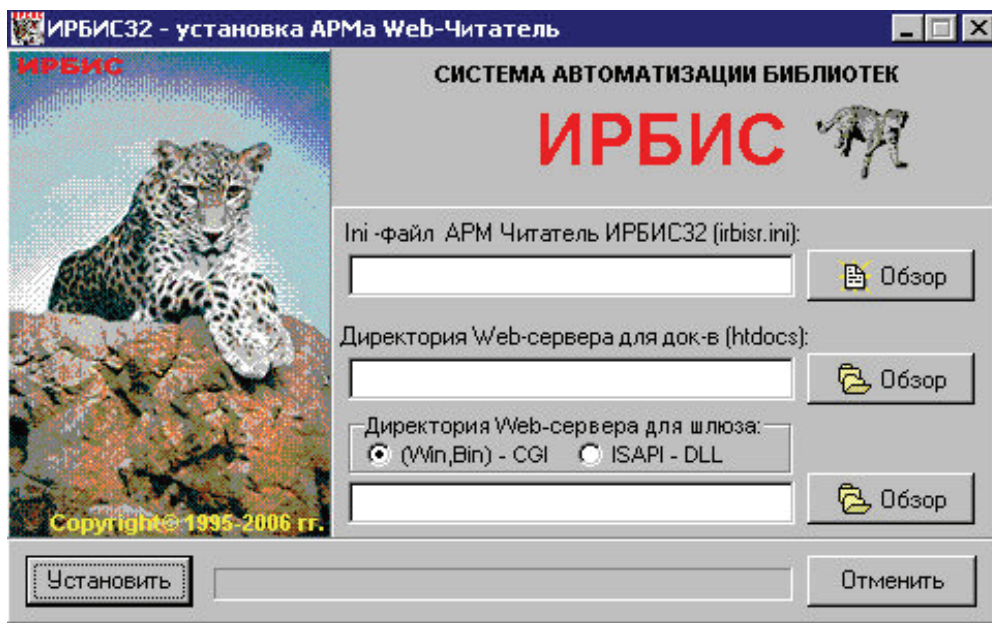 ИРБИС32 - установка АРМа Web-Читатель
ИРБИС
СИСТЕМА АВТОМАТИЗАЦИИ БИБЛИОТЕК
ИРБИС
Ini -файл АРМ Читатель ИРБИС32 (irbisr.ini):
Обзор
Директория Web-сервера для док-в (htdocs):
Обзор
Директория Web-сервера для шлюза:
(Win,Bin) - CGI ISAPI - DLL
Обзор
Copyright© 1995-2006 гг.
Установить
Отменить